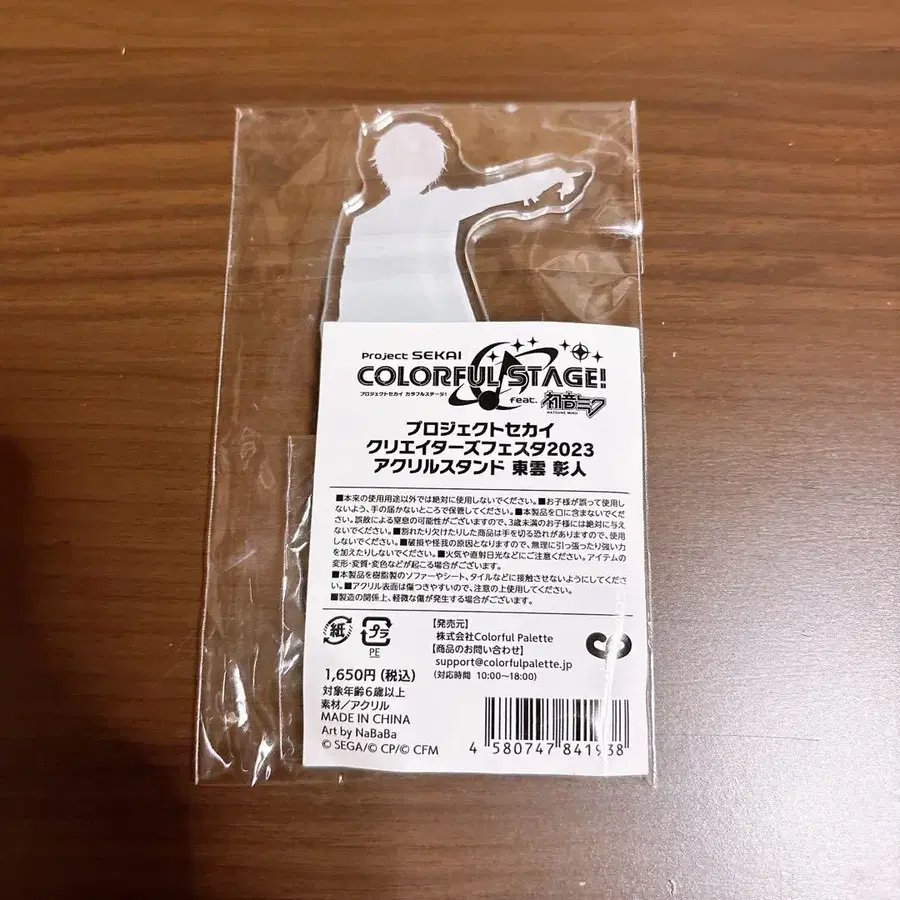 Project SEKAI
COLORFUL STAGE!
プロジェクトセカイ カラフルステージ!
feat. 初音ミク
HATSUNE MIKU
プロジェクトセカイ
クリエイターズフェスタ2023
アクリルスタンド 東雲 彰人
■本来の使用用途以外では絶対に使用しないでください。■お子様が誤って使用し
ないよう、手の届かないところで保管してください。■本製品を口に含まないでくだ
さい。誤飲による窒息の可能性がございますので、3歳未満のお子様には絶対に与え
ないでください。■割れたり欠けたりした商品は手を切る恐れがありますので、使用
しないでください。■破損や怪我の原因となりますので、無理に引っ張ったり強い力
を加えたりしないでください。■火気や直射日光などにご注意ください。アイテムの
変形・変質・変色などが起こる場合がございます。
■本製品を樹脂製のソファーやシート、タイルなどに接触させないようにしてくださ
い。■アクリル表面は傷つきやすいので、注意の上使用してください。
■製造の関係上、軽微な傷が発生する場合がございます。
紙
プラ
PE
【発売元】
株式会社Colorful Palette
【商品のお問い合わせ】
support@colorfulpalette.jp
(対応時間 10:00～18:00)
1,650円(税込)
対象年齢6歳以上
素材/アクリル
MADE IN CHINA
Art by NaBaBa
© SEGA/© CP/© CFM
4 580747 841938